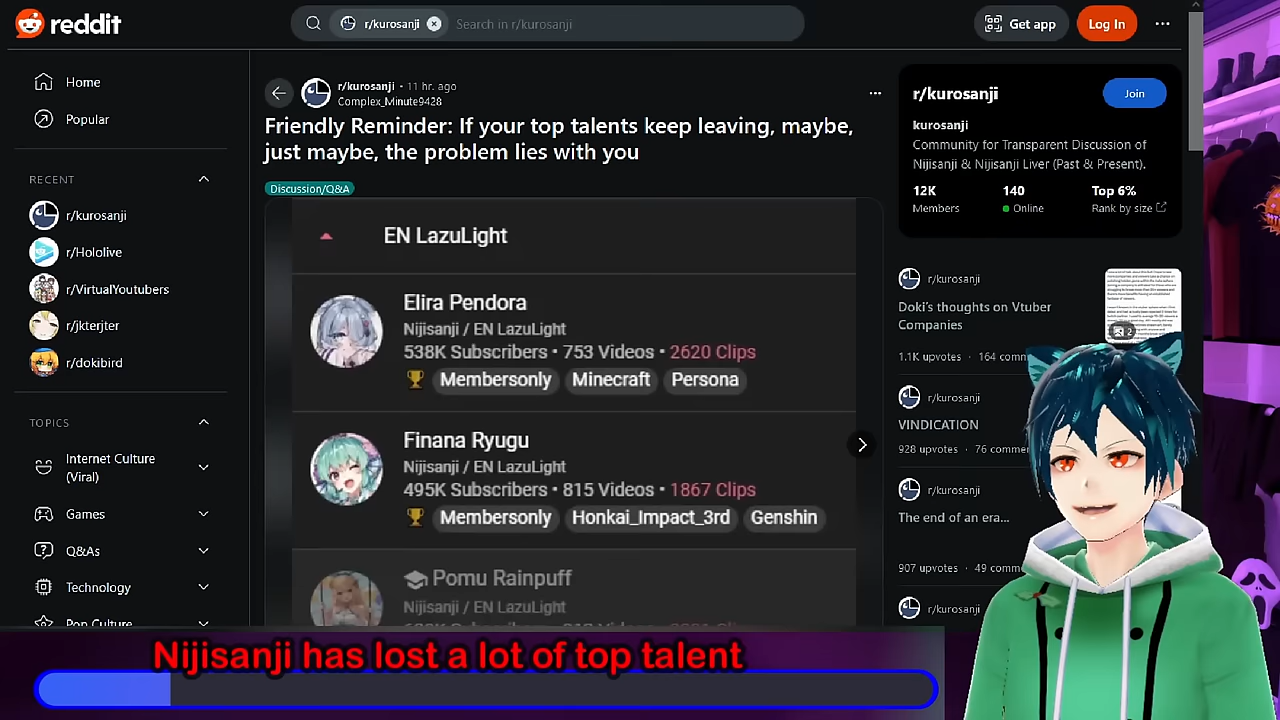 reddit
r/kurosanji
Search in r/kurosanji
Get app
Log In
Home
Popular
RECENT
r/kurosanji
r/Hololive
r/VirtualYoutubers
r/jkterjter
r/dokibird
TOPICS
Internet Culture
(Viral)
Games
Q&As
Technology
Pop Culture
r/kurosanji • 11 hr. ago
Complex_Minute9428
Friendly Reminder: If your top talents keep leaving, maybe,
just maybe, the problem lies with you
Discussion/Q&A
EN LazuLight
Elira Pendora
Nijisanji / EN LazuLight
538K Subscribers • 753 Videos • 2620 Clips
Membersonly Minecraft Persona
Finana Ryugu
Nijisanji / EN LazuLight
495K Subscribers • 815 Videos • 1867 Clips
Membersonly Honkai_Impact_3rd Genshin
Pomu Rainpuff
Nijisanji / EN LazuLight
r/kurosanji
Join
kurosanji
Community for Transparent Discussion of
Nijisanji & Nijisanji Liver (Past & Present).
12K 140 Top 6%
Members Online Rank by size
r/kurosanji
Doki's thoughts on Vtuber
Companies
1.1K upvotes · 164
r/kurosanji
VINDICATION
928 upvotes · 76
r/kurosanji
The end of an era...
907 upvotes · 49
r/kurosanji
Nijisanji has lost a lot of top talent